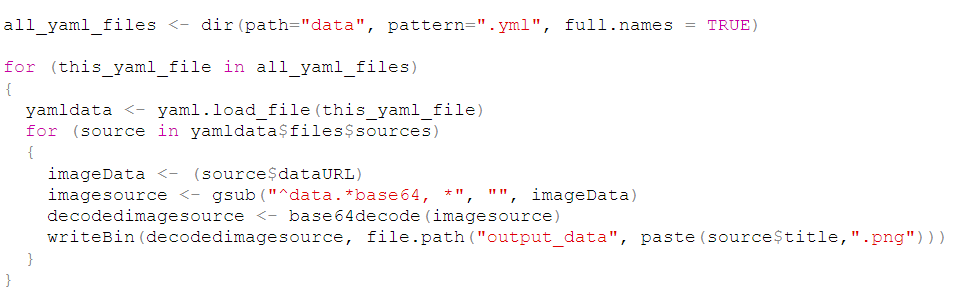 all_yaml_files <- dir(path="data", pattern=".yml", full.names = TRUE)

for (this_yaml_file in all_yaml_files)
{
  yamldata <- yaml.load_file(this_yaml_file)
  for (source in yamldata$files$sources)
  {
    imageData <- (source$dataURL)
    imagesource <- gsub("^data.*base64, *", "", imageData)
    decodedimagesource <- base64decode(imagesource)
    writeBin(decodedimagesource, file.path("output_data", paste(source$title,".png")))
  }
}